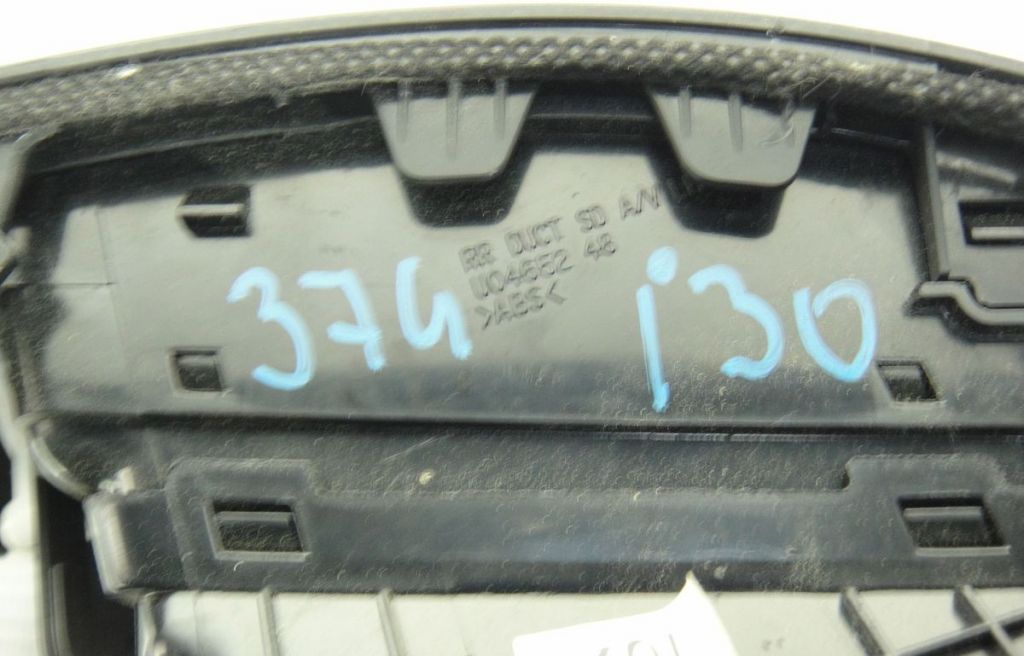 RR DUCT SD A/V
U04652 48
>ABS<
374 i30